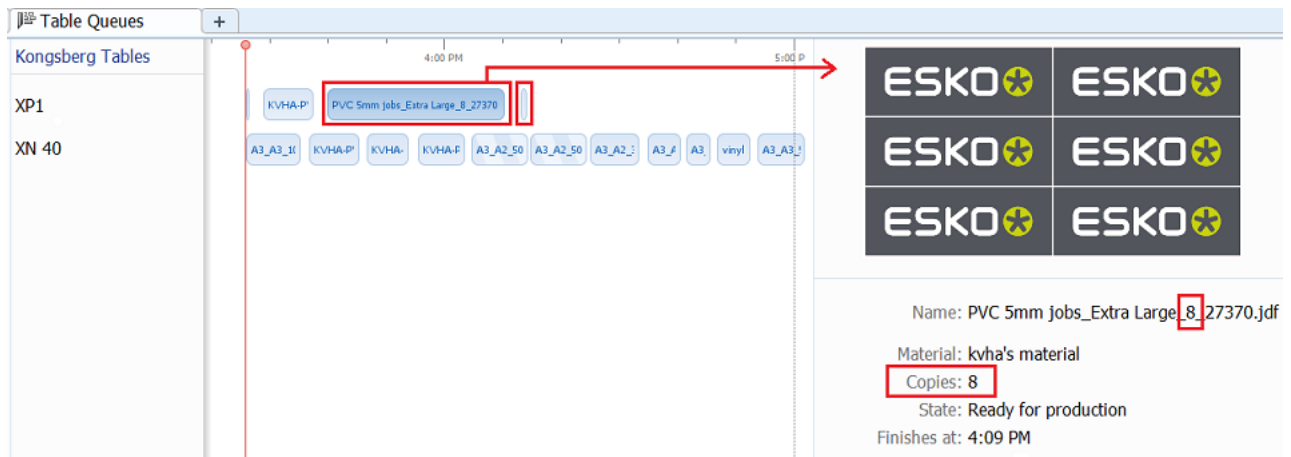 Table Queues
+
Kongsberg Tables
4:00 PM
5:00 P
XP1
KVHA-P'
PVC 5mm jobs_Extra Large_8_27370
XN 40
A3_A3_1(
KVHA-P'
KVHA-
KVHA-F
A3_A2_50
A3_A2_50
A3_A2_:
A3_A
A3_
vinyl
A3_A3_!
ESKO ESKO
ESKO ESKO
ESKO ESKO
Name: PVC 5mm jobs_Extra Large_8_27370.jdf
Material: kvha's material
Copies: 8
State: Ready for production
Finishes at: 4:09 PM